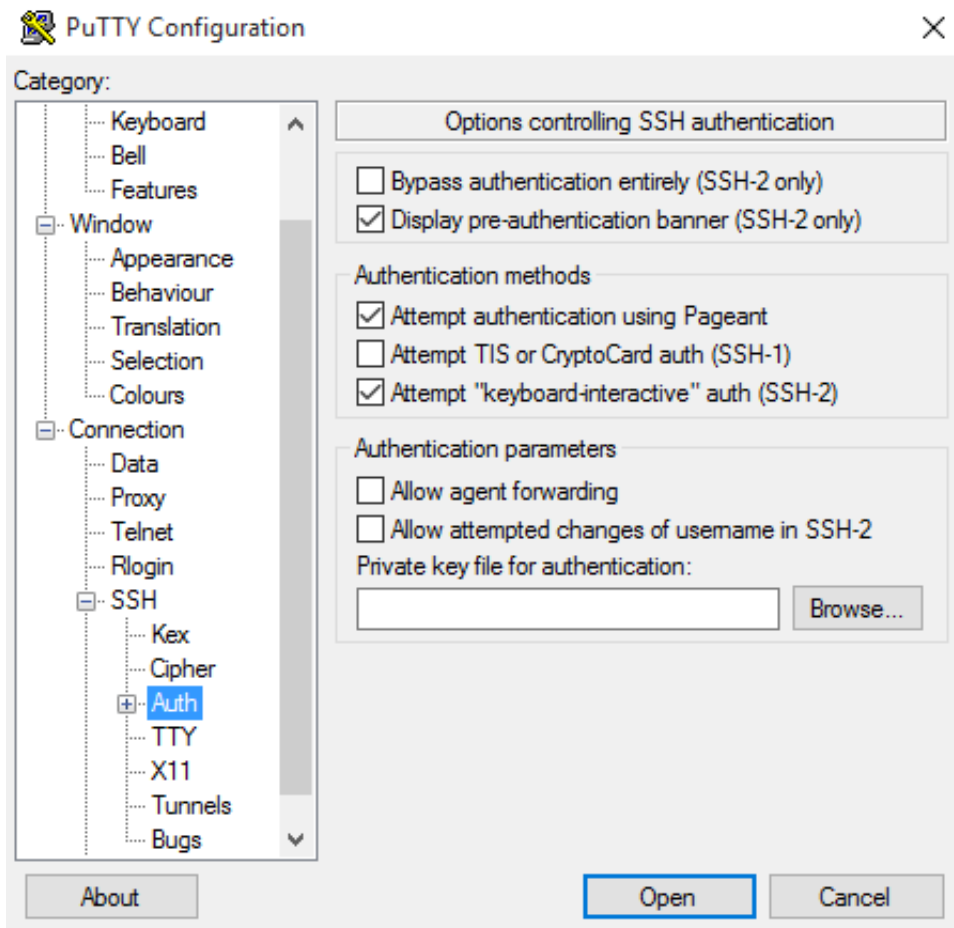 PuTTY Configuration
Category:
Keyboard
Bell
Features
Window
Appearance
Behaviour
Translation
Selection
Colours
Connection
Data
Proxy
Telnet
Rlogin
SSH
Kex
Cipher
Auth
TTY
X11
Tunnels
Bugs
Options controlling SSH authentication
Bypass authentication entirely (SSH-2 only)
Display pre-authentication banner (SSH-2 only)
Authentication methods
Attempt authentication using Pageant
Attempt TIS or CryptoCard auth (SSH-1)
Attempt "keyboard-interactive" auth (SSH-2)
Authentication parameters
Allow agent forwarding
Allow attempted changes of username in SSH-2
Private key file for authentication:
Browse...
About
Open
Cancel